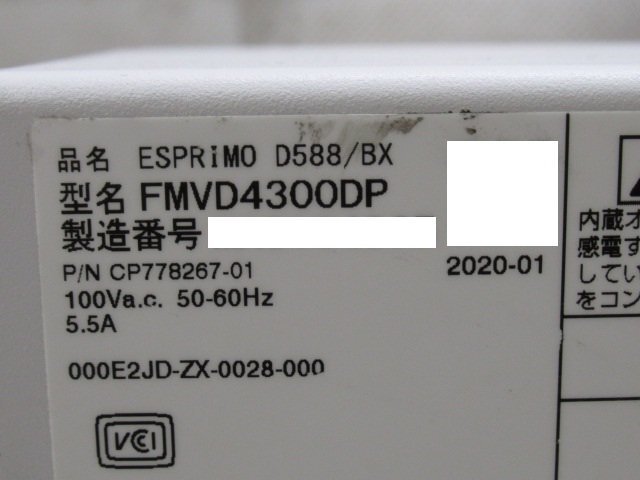 品名 ESPRIMO D588/BX
型名 FMVD4300DP
製造番号
P/N CP778267-01
2020-01
100Va.c. 50-60Hz
5.5A
000E2JD-ZX-0028-000
VCCI
内蔵オ
感電す
してい
をコン